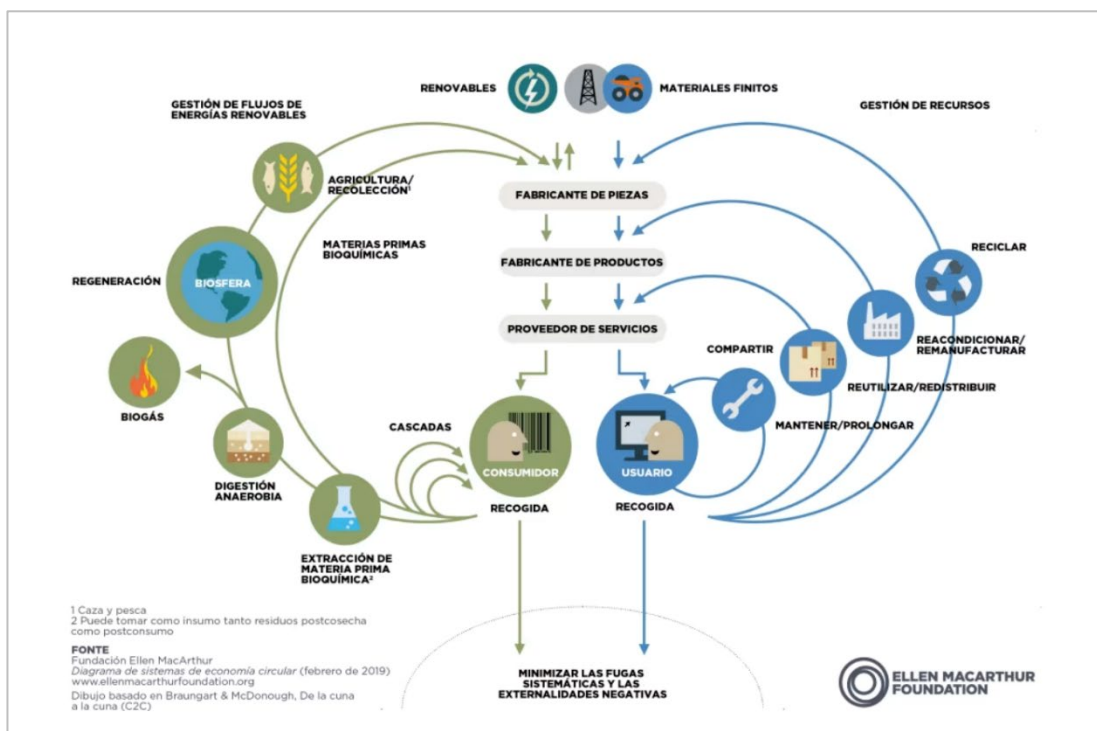 RENOVABLES
MATERIALES FINITOS
GESTIÓN DE FLUJOS DE
ENERGÍAS RENOVABLES
GESTIÓN DE RECURSOS
AGRICULTURA/
RECOLECCIÓN¹
FABRICANTE DE PIEZAS
MATERIAS PRIMAS
BIOQUÍMICAS
FABRICANTE DE PRODUCTOS
RECICLAR
REGENERACIÓN
BIOSFERA
PROVEEDOR DE SERVICIOS
REACONDICIONAR/
REMANUFACTURAR
COMPARTIR
REUTILIZAR/REDISTRIBUIR
BIOGÁS
CASCADAS
MANTENER/PROLONGAR
CONSUMIDOR
USUARIO
DIGESTIÓN
ANAEROBIA
RECOGIDA
RECOGIDA
EXTRACCIÓN DE
MATERIA PRIMA
BIOQUÍMICA²
1 Caza y pesca
2 Puede tomar como insumo tanto residuos postcosecha
como postconsumo
FONTE
Fundación Ellen MacArthur
Diagrama de sistemas de economía circular (febrero de 2019)
www.ellenmacarthurfoundation.org
Dibujo basado en Braungart & McDonough, De la cuna
a la cuna (C2C)
MINIMIZAR LAS FUGAS
SISTEMÁTICAS Y LAS
EXTERNALIDADES NEGATIVAS
ELLEN MACARTHUR
FOUNDATION